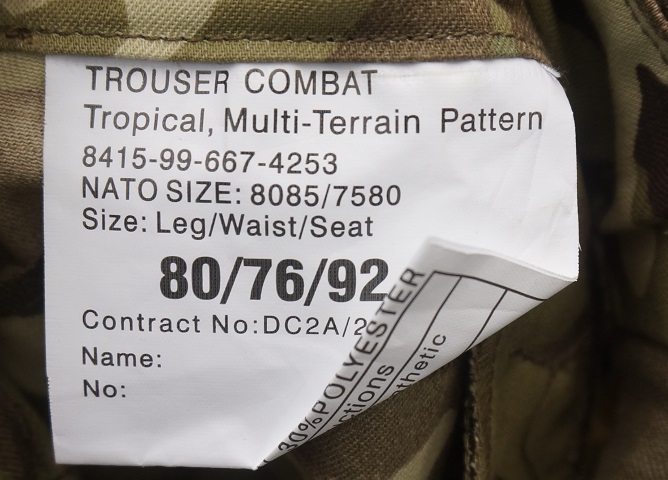 TROUSER COMBAT
Tropical, Multi-Terrain Pattern
8415-99-667-4253
NATO SIZE: 8085/7580
Size: Leg/Waist/Seat
80/76/92
Contract No:DC2A/2
Name:
No:
30%POLYESTER
ctions
thetic